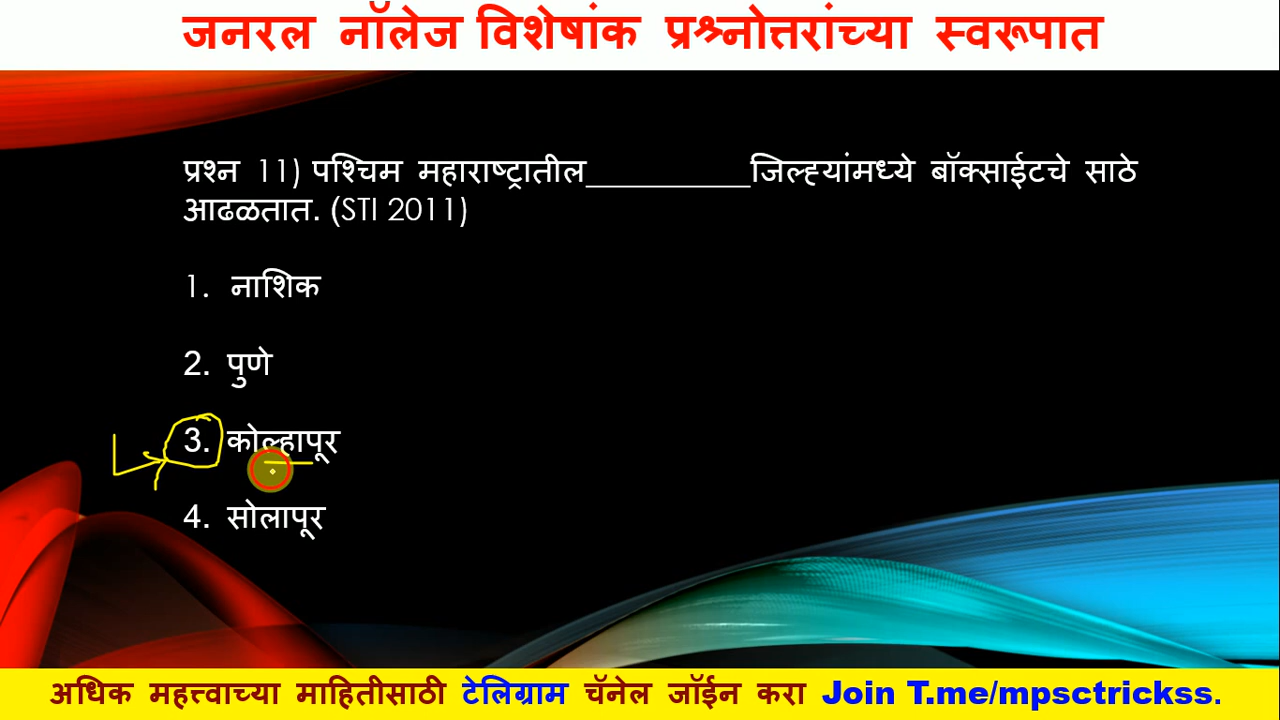 जनरल नॉलेज विशेषांक प्रश्नोत्तरांच्या स्वरूपात
प्रश्न 11) पश्चिम महाराष्ट्रातील__________जिल्ह्यांमध्ये बॉक्साईटचे साठे
आढळतात. (STI 2011)
1. नाशिक
2. पुणे
3. कोल्हापूर
4. सोलापूर
अधिक महत्त्वाच्या माहितीसाठी टेलिग्राम चॅनेल जॉईन करा Join T.me/mpsctrickss.